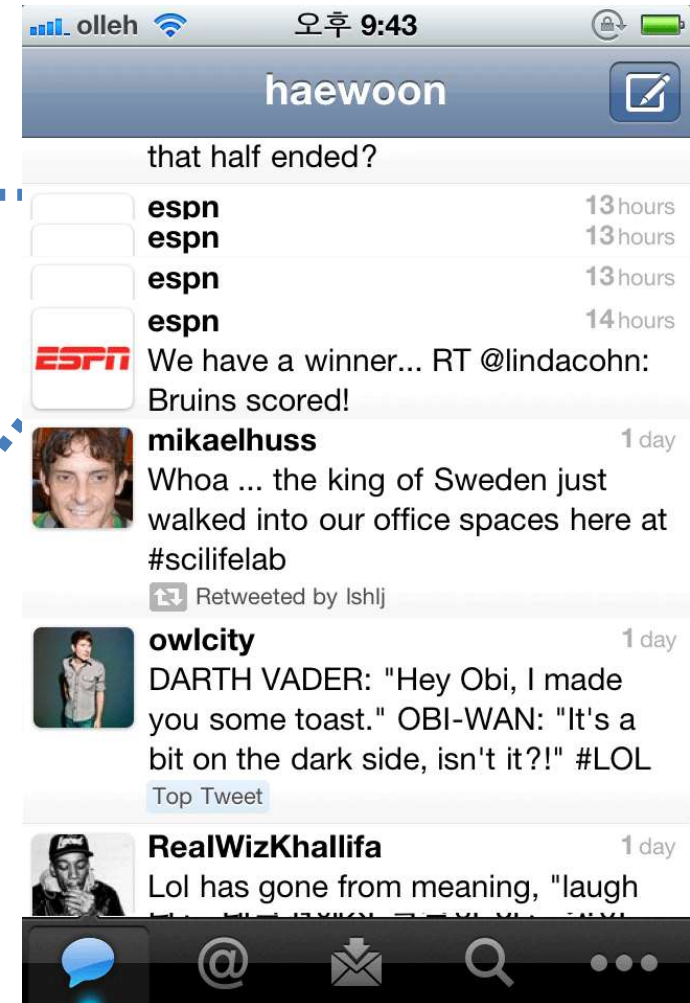 olleh 오후 9:43
haewoon
that half ended?
espn 13 hours
espn 13 hours
espn 13 hours
espn 14 hours
ESPN
We have a winner... RT @lindacohn:
Bruins scored!
mikaelhuss 1 day
Whoa ... the king of Sweden just
walked into our office spaces here at
#scilifelab
Retweeted by lshlj
owlcity 1 day
DARTH VADER: "Hey Obi, I made
you some toast." OBI-WAN: "It's a
bit on the dark side, isn't it?!" #LOL
Top Tweet
RealWizKhallifa 1 day
Lol has gone from meaning, "laugh
@